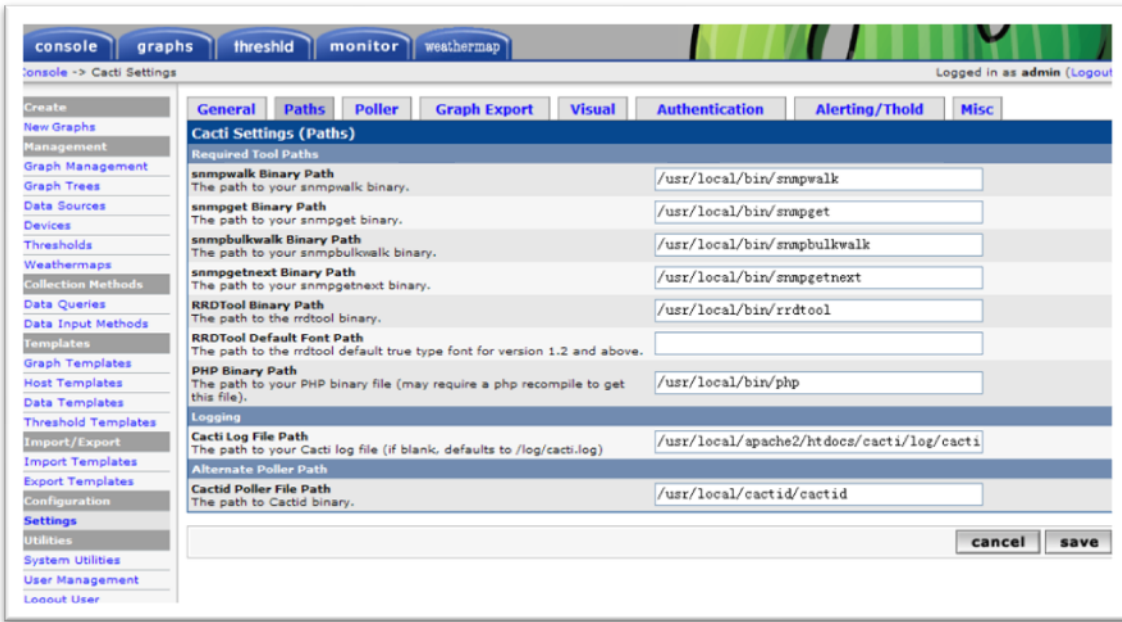 console graphs threshld monitor weathermap
Console -> Cacti Settings
Logged in as admin (Logout
Create
New Graphs
Management
Graph Management
Graph Trees
Data Sources
Devices
Thresholds
Weathermaps
Collection Methods
Data Queries
Data Input Methods
Templates
Graph Templates
Host Templates
Data Templates
Threshold Templates
Import/Export
Import Templates
Export Templates
Configuration
Settings
Utilities
System Utilities
User Management
Logout User
General Paths Poller Graph Export Visual Authentication Alerting/Thold Misc
Cacti Settings (Paths)
Required Tool Paths
snmpwalk Binary Path
The path to your snmpwalk binary.
/usr/local/bin/snmpwalk
snmpget Binary Path
The path to your snmpget binary.
/usr/local/bin/snmpget
snmpbulkwalk Binary Path
The path to your snmpbulkwalk binary.
/usr/local/bin/snmpbulkwalk
snmpgetnext Binary Path
The path to your snmpgetnext binary.
/usr/local/bin/snmpgetnext
RRDTool Binary Path
The path to the rrdtool binary.
/usr/local/bin/rrdtool
RRDTool Default Font Path
The path to the rrdtool default true type font for version 1.2 and above.
PHP Binary Path
The path to your PHP binary file (may require a php recompile to get
this file).
/usr/local/bin/php
Logging
Cacti Log File Path
The path to your Cacti log file (if blank, defaults to /log/cacti.log)
/usr/local/apache2/htdocs/cacti/log/cacti
Alternate Poller Path
Cactid Poller File Path
The path to Cactid binary.
/usr/local/cactid/cactid
cancel save